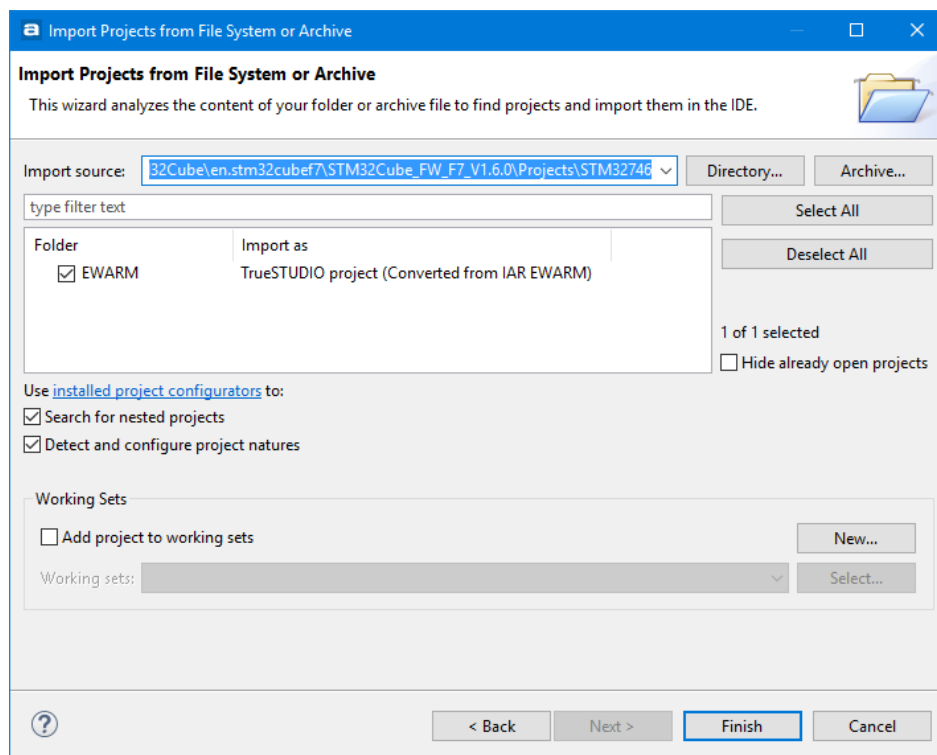 Import Projects from File System or Archive
Import Projects from File System or Archive
This wizard analyzes the content of your folder or archive file to find projects and import them in the IDE.
Import source: 32Cube\en.stm32cubef7\STM32Cube_FW_F7_V1.6.0\Projects\STM32746 Directory... Archive...
type filter text Select All
Folder Import as Deselect All
EWARM TrueSTUDIO project (Converted from IAR EWARM)
1 of 1 selected
Hide already open projects
Use installed project configurators to:
Search for nested projects
Detect and configure project natures
Working Sets
Add project to working sets New...
Working sets: Select...
? < Back Next > Finish Cancel